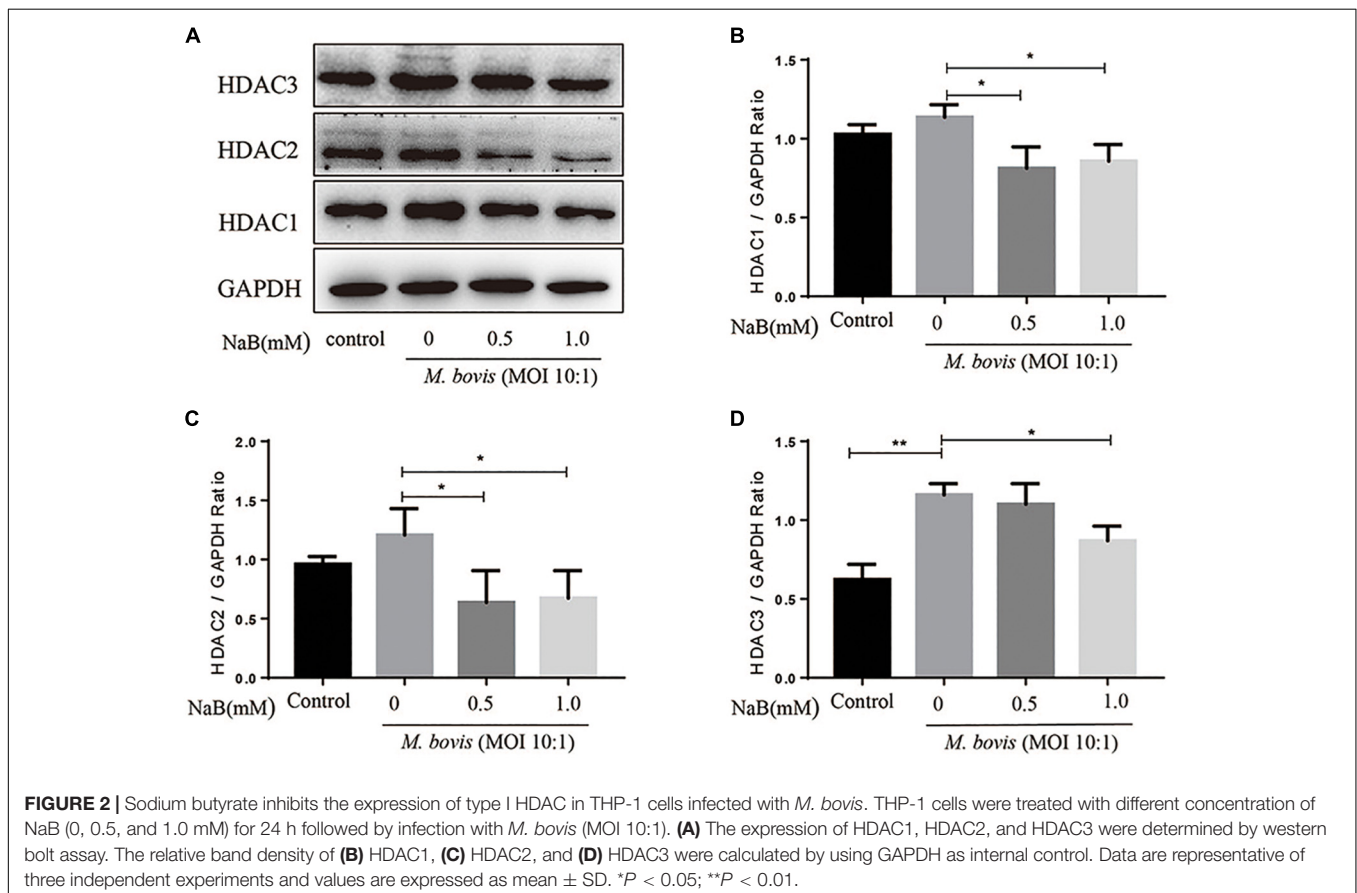 A
HDAC3
HDAC2
HDAC1
GAPDH
NaB(mM) control 0 0.5 1.0
M. bovis (MOI 10:1)
B
HDAC1 / GAPDH Ratio
1.5
1.0
0.5
0.0
*
*
NaB(mM) Control 0 0.5 1.0
M. bovis (MOI 10:1)
C
HDAC2 / GAPDH Ratio
2.0
1.5
1.0
0.5
0.0
*
*
NaB(mM) Control 0 0.5 1.0
M. bovis (MOI 10:1)
D
HDAC3 / GAPDH Ratio
1.5
1.0
0.5
0.0
**
*
NaB(mM) Control 0 0.5 1.0
M. bovis (MOI 10:1)
FIGURE 2 | Sodium butyrate inhibits the expression of type I HDAC in THP-1 cells infected with M. bovis. THP-1 cells were treated with different concentration of
NaB (0, 0.5, and 1.0 mM) for 24 h followed by infection with M. bovis (MOI 10:1). (A) The expression of HDAC1, HDAC2, and HDAC3 were determined by western
bolt assay. The relative band density of (B) HDAC1, (C) HDAC2, and (D) HDAC3 were calculated by using GAPDH as internal control. Data are representative of
three independent experiments and values are expressed as mean ± SD. *P < 0.05; **P < 0.01.